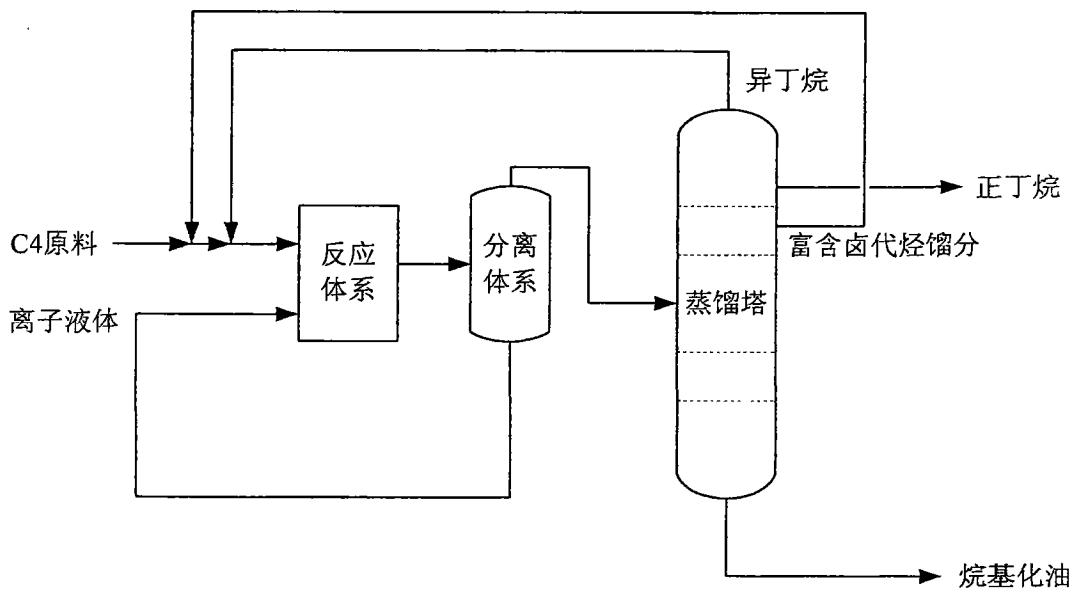 异丁烷
正丁烷
C4原料
富含卤代烃馏分
反应
体系
分离
体系
蒸馏塔
离子液体
烷基化油